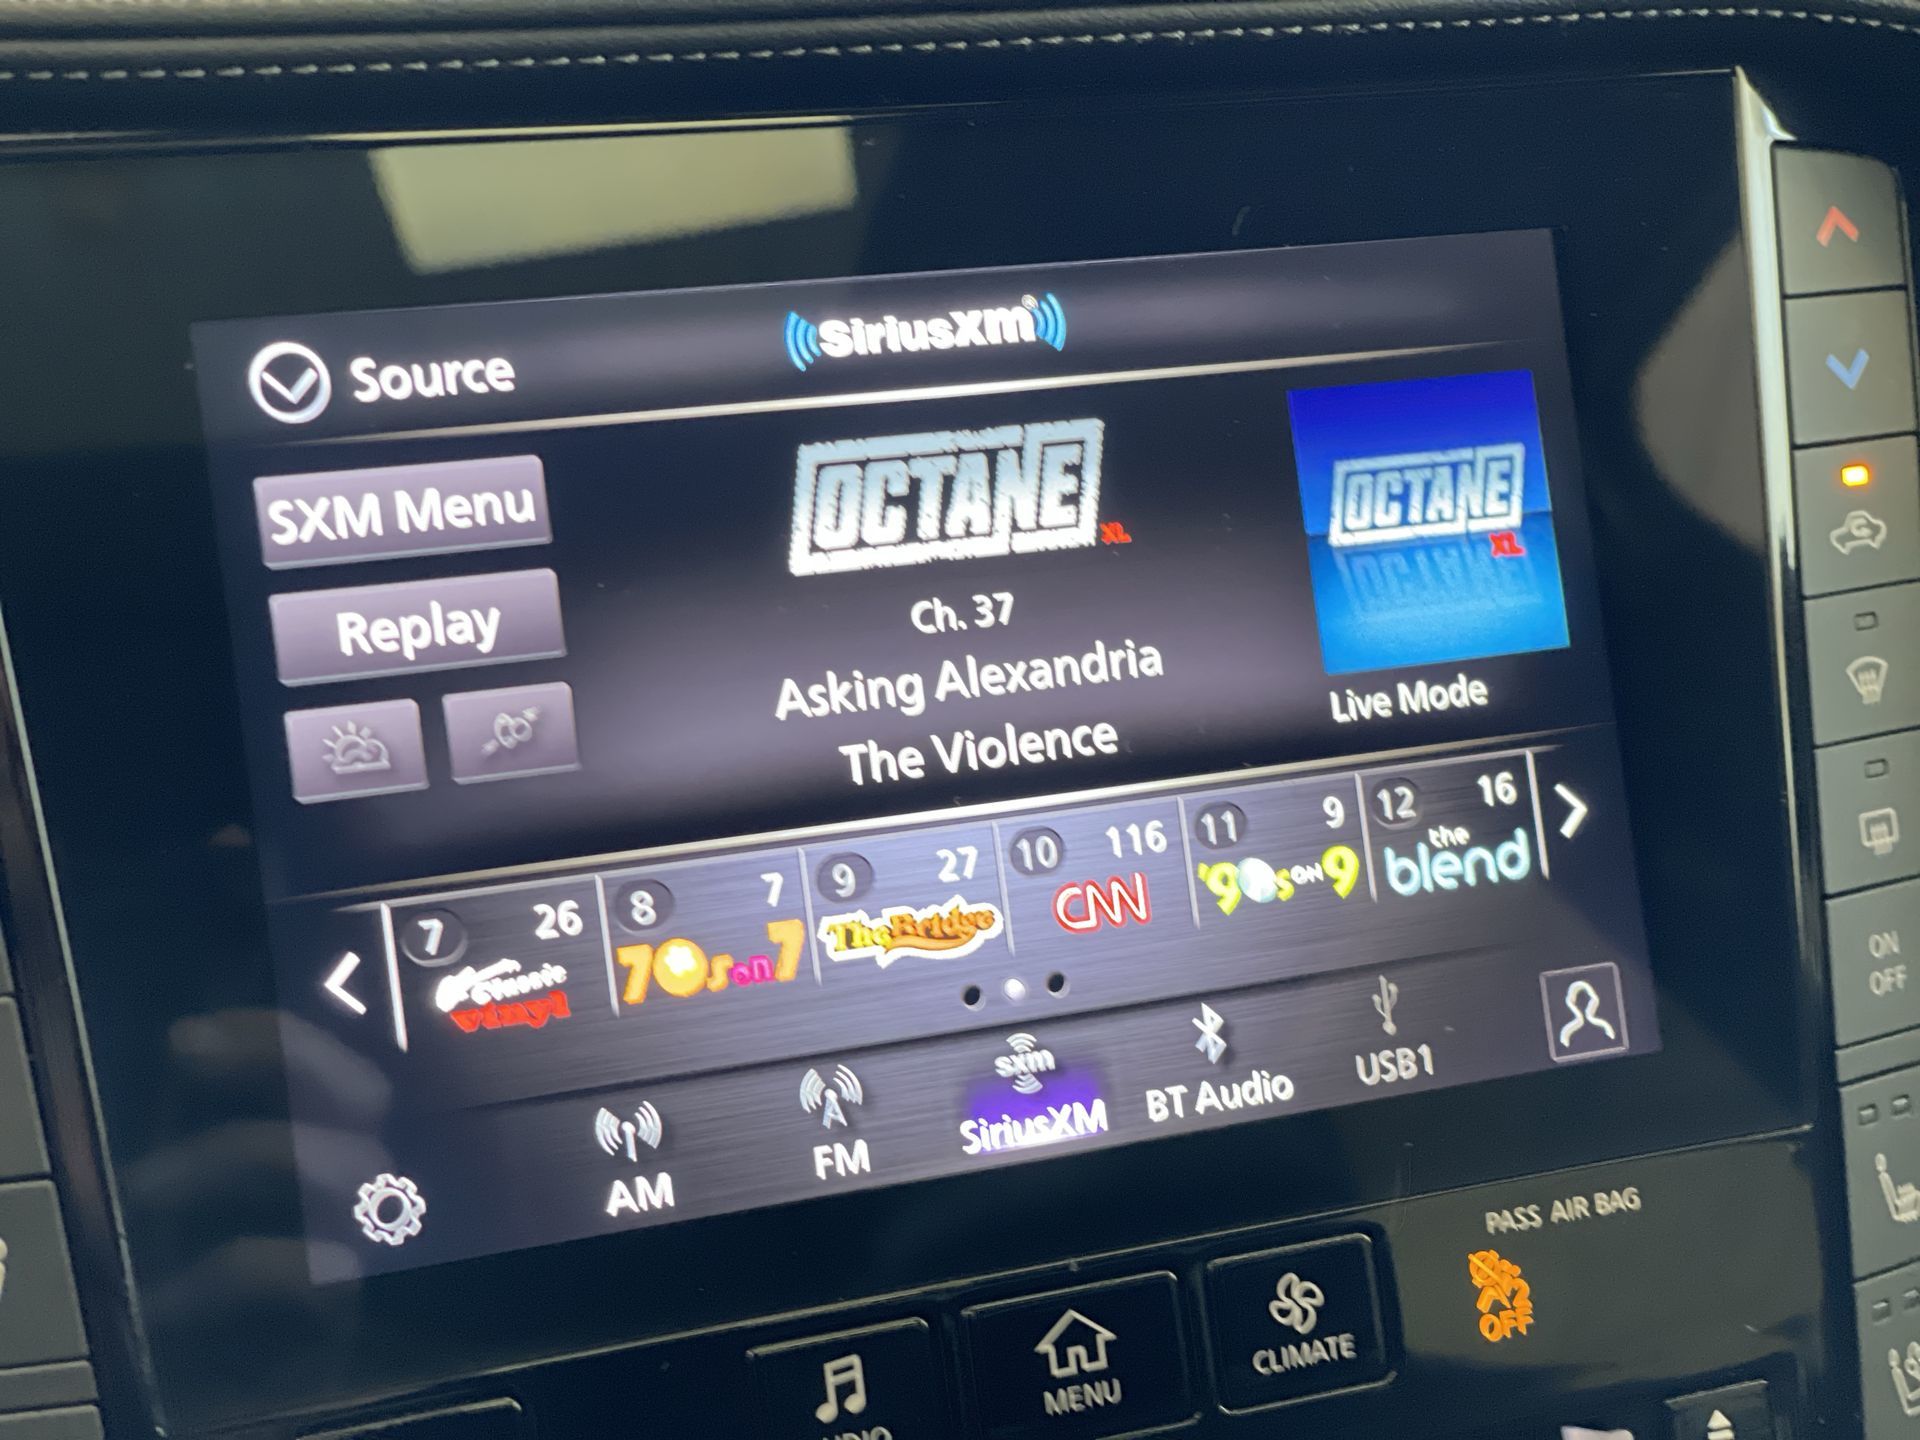 SiriusXM
Source
SXM Menu
Replay
OCTANE XL
Ch. 37
Asking Alexandria
The Violence
OCTANE
XL
Live Mode
7 26
Classic
vinyl
8 7
70s on 7
9 27
The Bridge
10 116
CNN
11 9
'90s ON 9
12 16
the
blend
AM
FM
sxm
SiriusXM
BT Audio
USB1
PASS AIR BAG
2
OFF
MENU
CLIMATE
ON
OFF